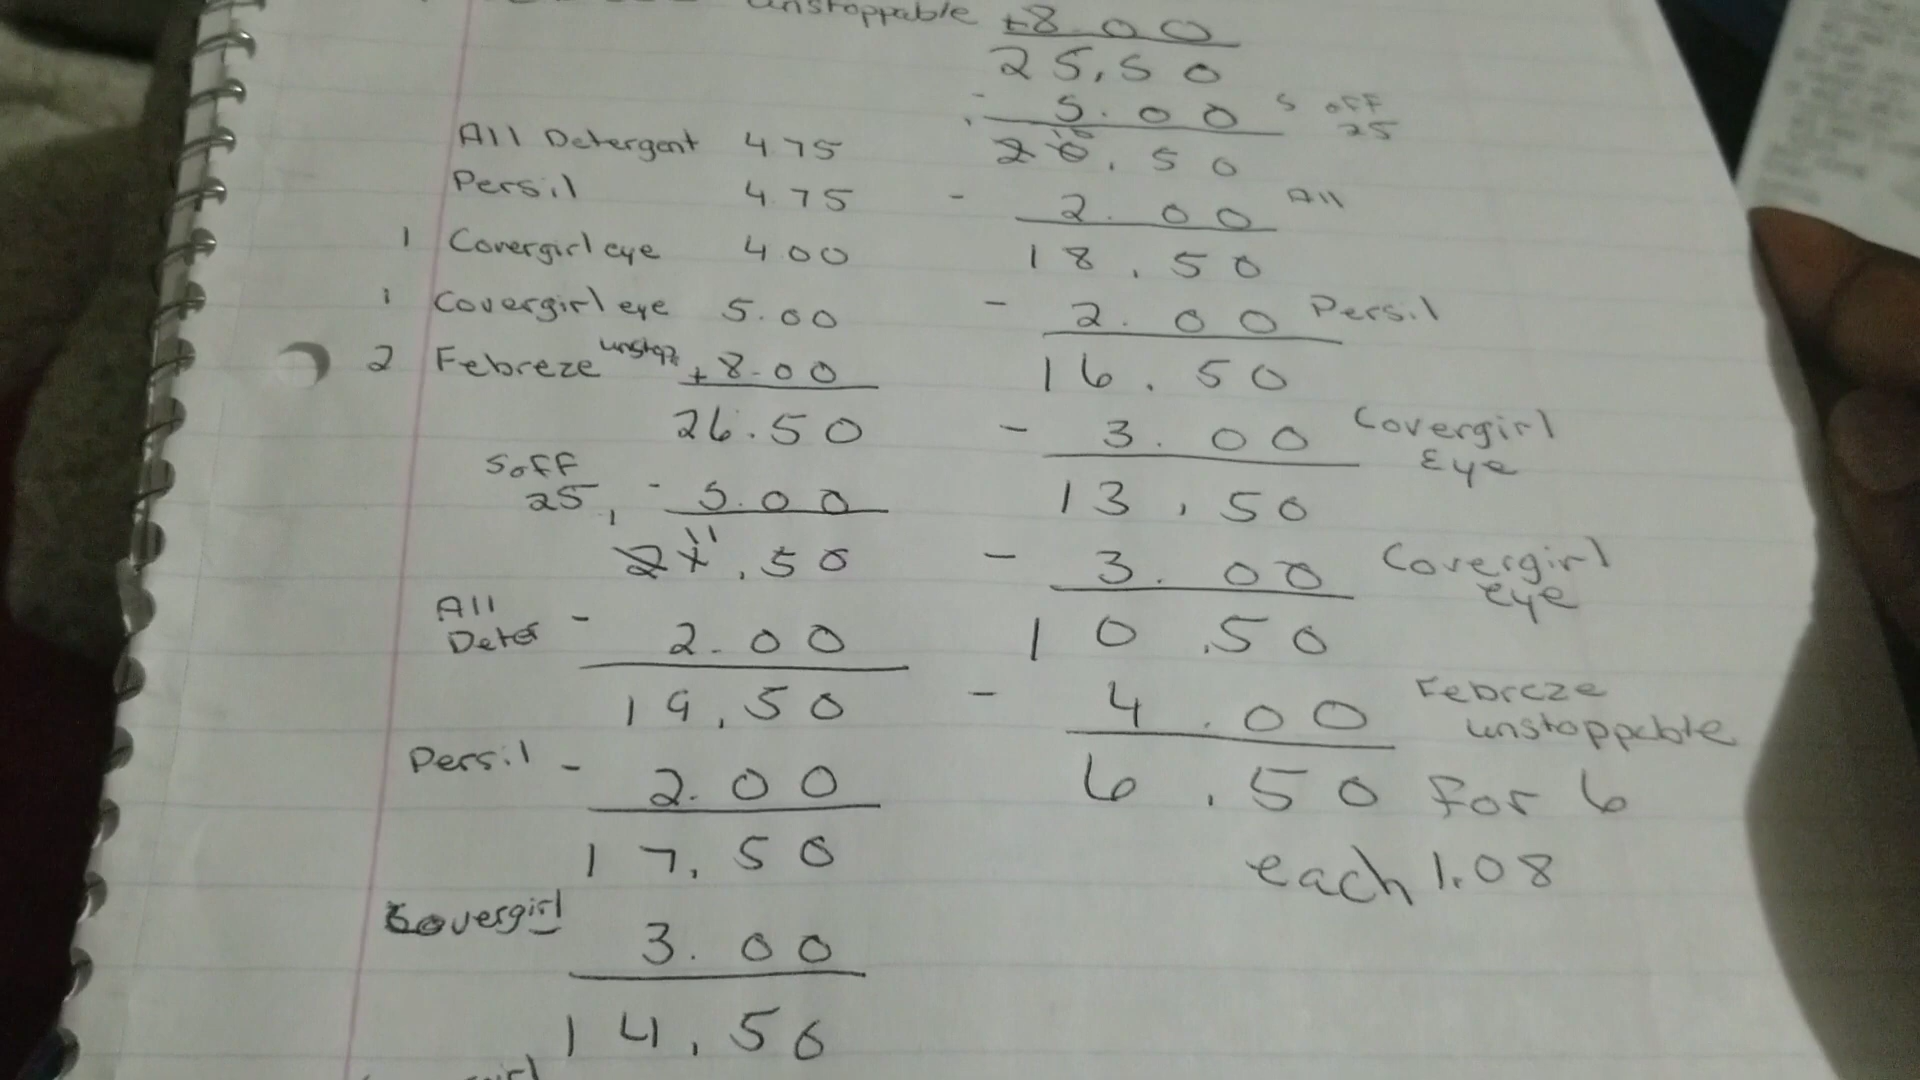 unstoppable +8.00
25.50
- 5.00 5 off 25
20.50
10
- 2.00 All
18.50
- 2.00 Persil
16.50
- 3.00 Covergirl Eye
13.50
- 3.00 Covergirl eye
10.50
- 4.00 Febreze unstoppable
6.50 for 6
each 1.08
All Detergent 4 75
Persil 4 75
1 Covergirl eye 4 00
1 Covergirl eye 5.00
2 Febreze unstop +8.00
26.50
5 off 25 - 5.00
1 11
21.50
All Deter - 2.00
19.50
Persil - 2.00
17.50
Covergirl 3.00
14.50